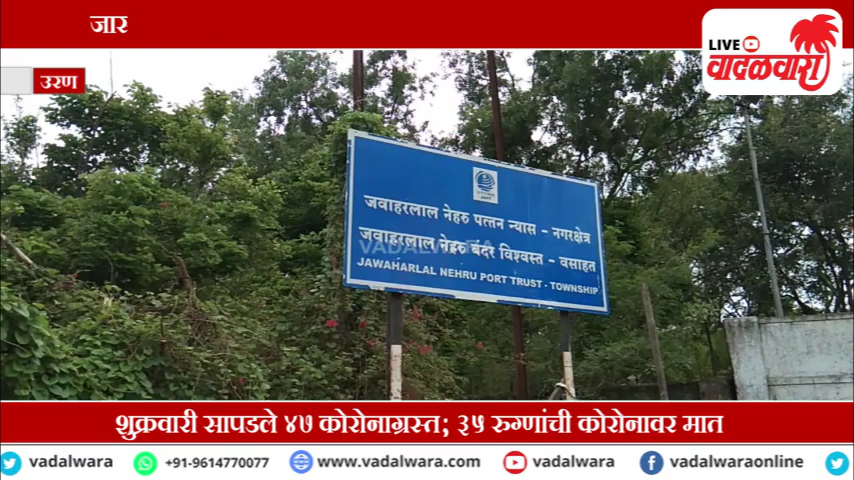 जार
LIVE
वादळवारा
उरण
जवाहरलाल नेहरु पत्तन न्यास - नगरक्षेत्र
जवाहरलाल नेहरु बंदर विश्वस्त - वसाहत
VADALWARA
JAWAHARLAL NEHRU PORT TRUST - TOWNSHIP
शुक्रवारी सापडले ४७ कोरोनाग्रस्त; ३५ रुग्णांची कोरोनावर मात
vadalwara +91-9614770077 www.vadalwara.com vadalwara vadalwaraonline